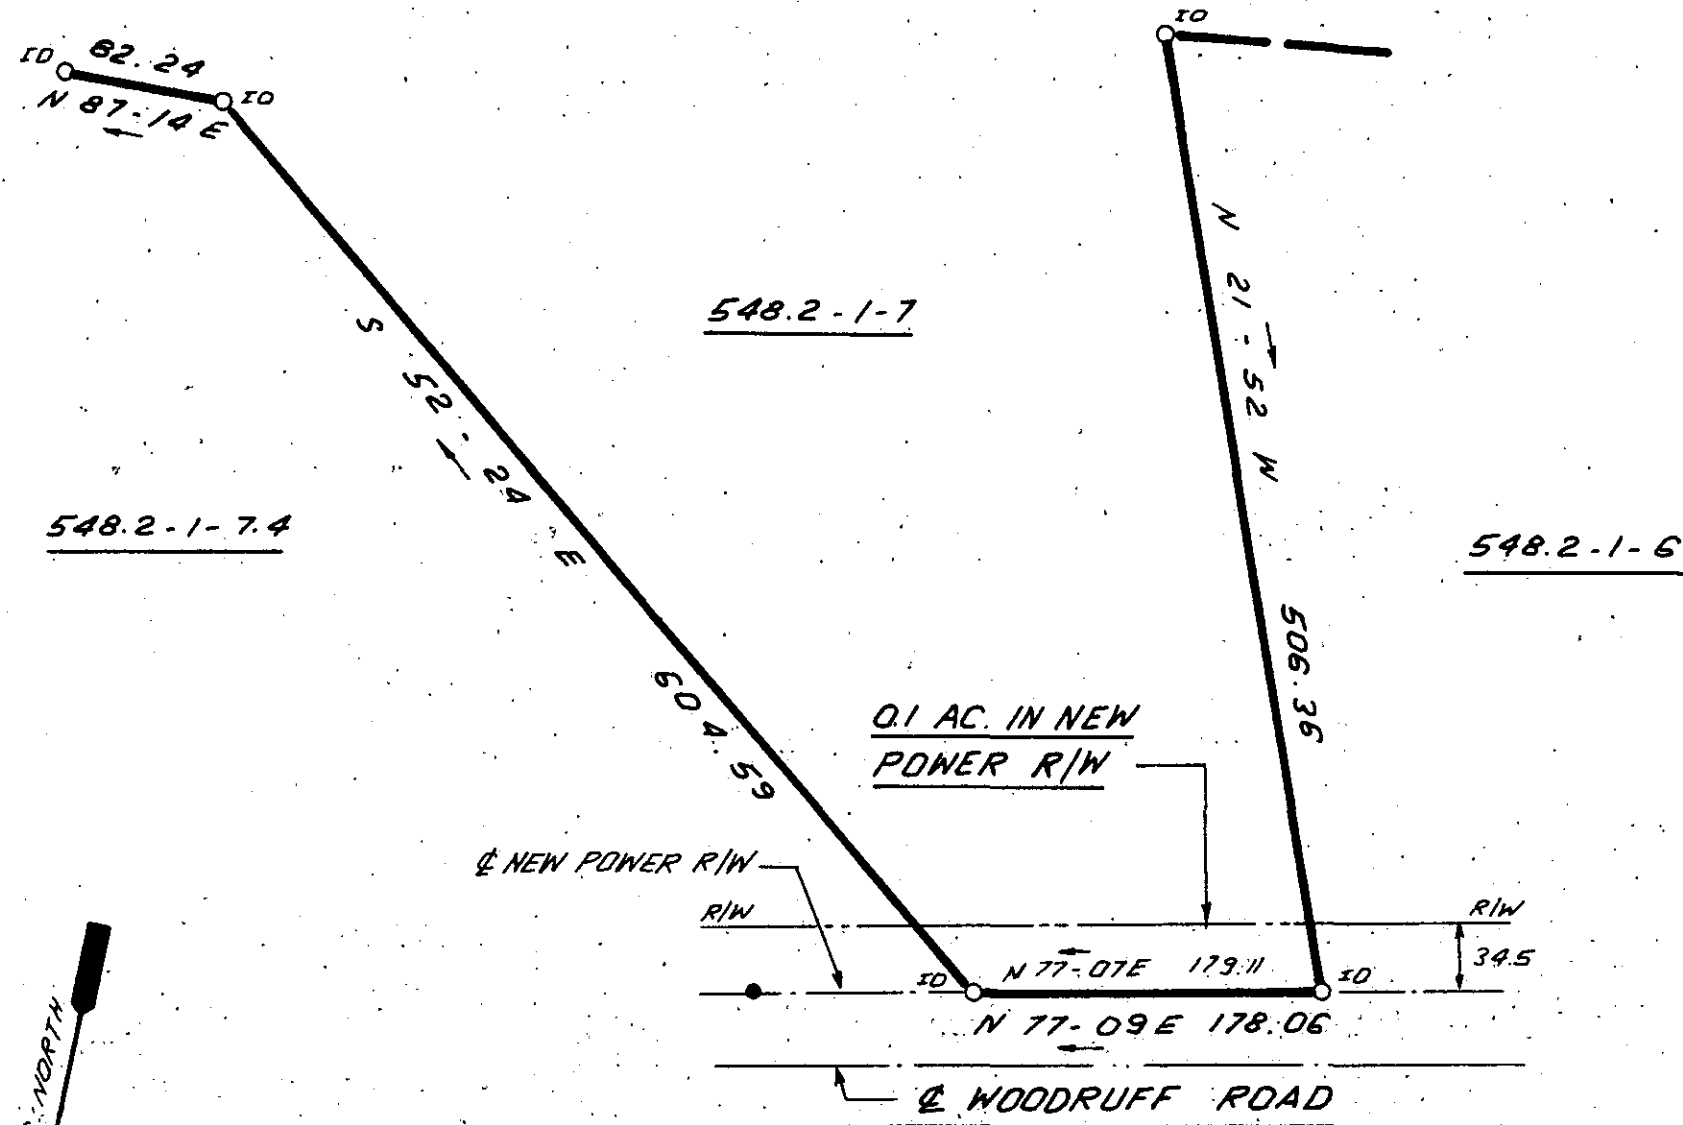 IO
IO
82.24
IO
N 87-14 E
N 21-52 W
548.2-1-7
S 52-24 E
548.2-1-7.4
548.2-1-6
506.36
604.59
0.1 AC. IN NEW
POWER R/W
℄ NEW POWER R/W
R/W
R/W
N 77-07E 179.11
34.5
IO
IO
N 77-09 E 178.06
NORTH
℄ WOODRUFF ROAD